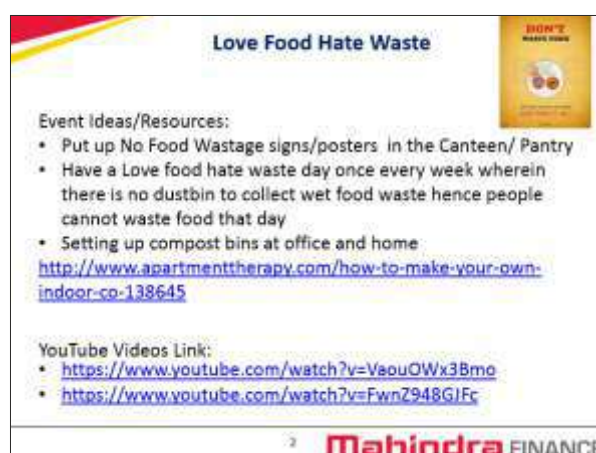 Love Food Hate Waste
DON'T
WASTE FOOD
Event Ideas/Resources:
• Put up No Food Wastage signs/posters in the Canteen/ Pantry
• Have a Love food hate waste day once every week wherein
there is no dustbin to collect wet food waste hence people
cannot waste food that day
• Setting up compost bins at office and home
http://www.apartmenttherapy.com/how-to-make-your-own-
indoor-co-138645
YouTube Videos Link:
• https://www.youtube.com/watch?v=VaouOWx3Bmo
• https://www.youtube.com/watch?v=FwnZ948GJFc
2
Mahindra FINANCE